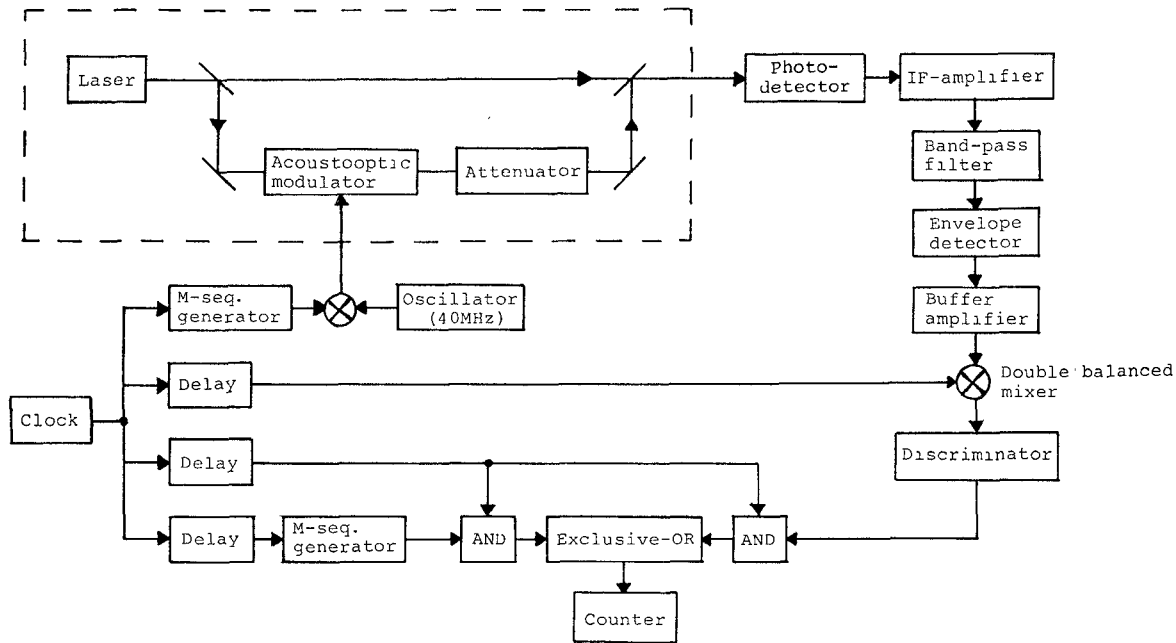 Laser
Photo-
detector
IF-amplifier
Acoustooptic
modulator
Attenuator
Band-pass
filter
Envelope
detector
M-seq.
generator
Oscillator
(40MHz)
Buffer
amplifier
Delay
Double balanced
mixer
Clock
Delay
Discriminator
Delay
M-seq.
generator
AND
Exclusive-OR
AND
Counter